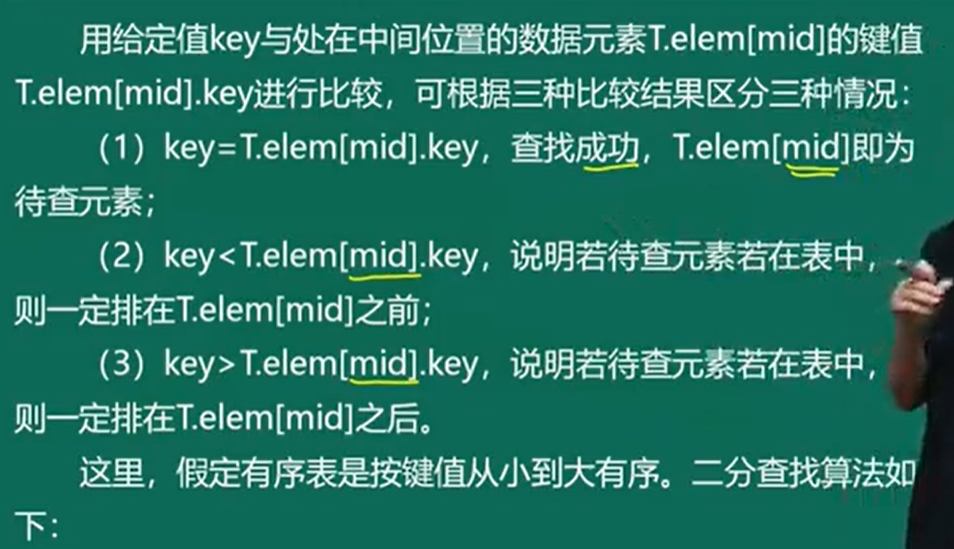 用给定值key与处在中间位置的数据元素T.elem[mid]的键值
T.elem[mid].key进行比较，可根据三种比较结果区分三种情况：
（1）key=T.elem[mid].key，查找成功，T.elem[mid]即为
待查元素；
（2）key<T.elem[mid].key，说明若待查元素若在表中，
则一定排在T.elem[mid]之前；
（3）key>T.elem[mid].key，说明若待查元素若在表中，
则一定排在T.elem[mid]之后。
这里，假定有序表是按键值从小到大有序。二分查找算法如
下：